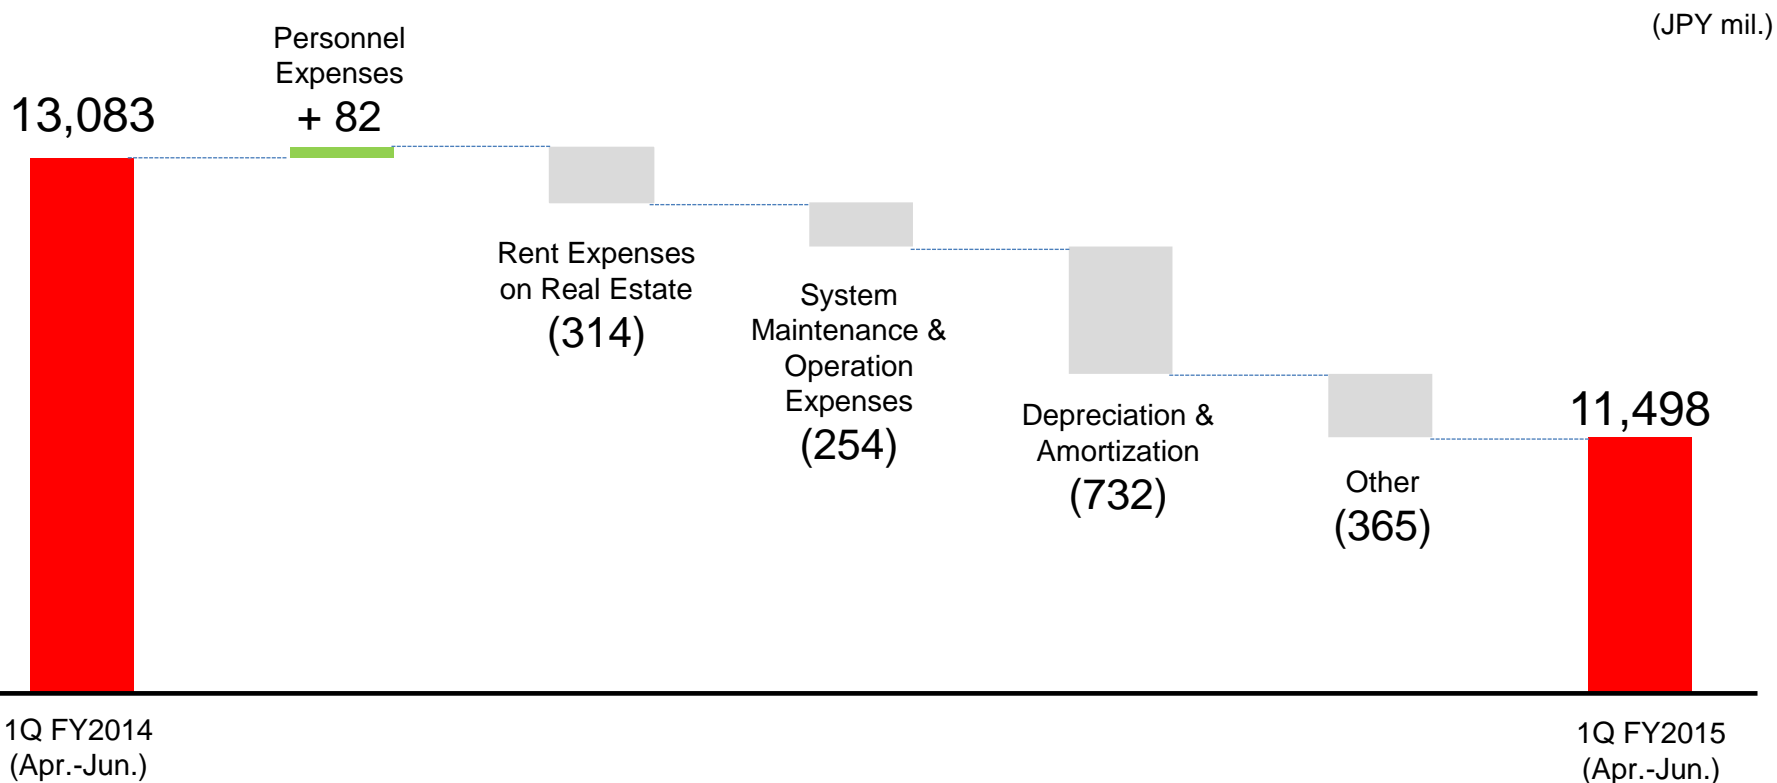 (JPY mil.)
13,083
Personnel
Expenses
+ 82
Rent Expenses
on Real Estate
(314)
System
Maintenance &
Operation
Expenses
(254)
Depreciation &
Amortization
(732)
Other
(365)
11,498
1Q FY2014
(Apr.-Jun.)
1Q FY2015
(Apr.-Jun.)